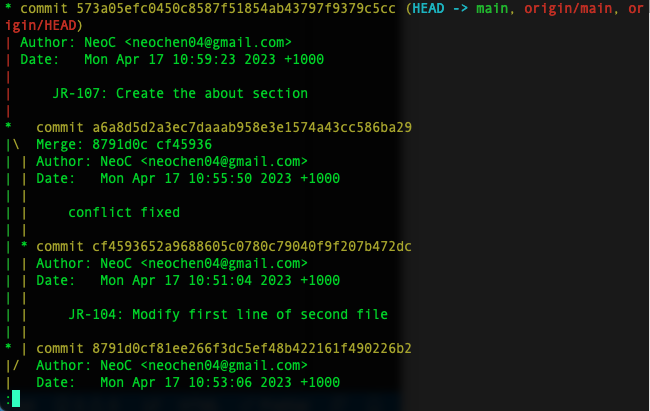 * commit 573a05efc0450c8587f51854ab43797f9379c5cc (HEAD -> main, origin/main, or
igin/HEAD)
| Author: NeoC <neochen04@gmail.com>
| Date:   Mon Apr 17 10:59:23 2023 +1000
|
|     JR-107: Create the about section
|
*   commit a6a8d5d2a3ec7daaab958e3e1574a43cc586ba29
|\  Merge: 8791d0c cf45936
| | Author: NeoC <neochen04@gmail.com>
| | Date:   Mon Apr 17 10:55:50 2023 +1000
| |
| |     conflict fixed
| |
| * commit cf4593652a9688605c0780c79040f9f207b472dc
| | Author: NeoC <neochen04@gmail.com>
| | Date:   Mon Apr 17 10:51:04 2023 +1000
| |
| |     JR-104: Modify first line of second file
| |
* | commit 8791d0cf81ee266f3dc5ef48b422161f490226b2
|/  Author: NeoC <neochen04@gmail.com>
|   Date:   Mon Apr 17 10:53:06 2023 +1000
: